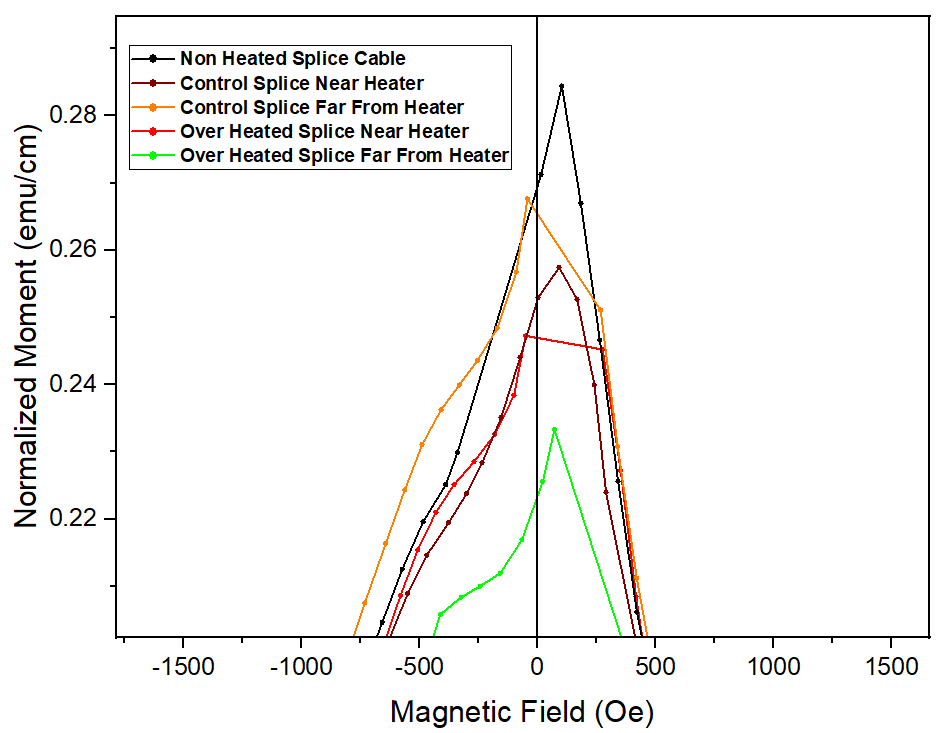 Non Heated Splice Cable
Control Splice Near Heater
Control Splice Far From Heater
Over Heated Splice Near Heater
Over Heated Splice Far From Heater
Normalized Moment (emu/cm)
0.28
0.26
0.24
0.22
-1500
-1000
-500
0
500
1000
1500
Magnetic Field (Oe)